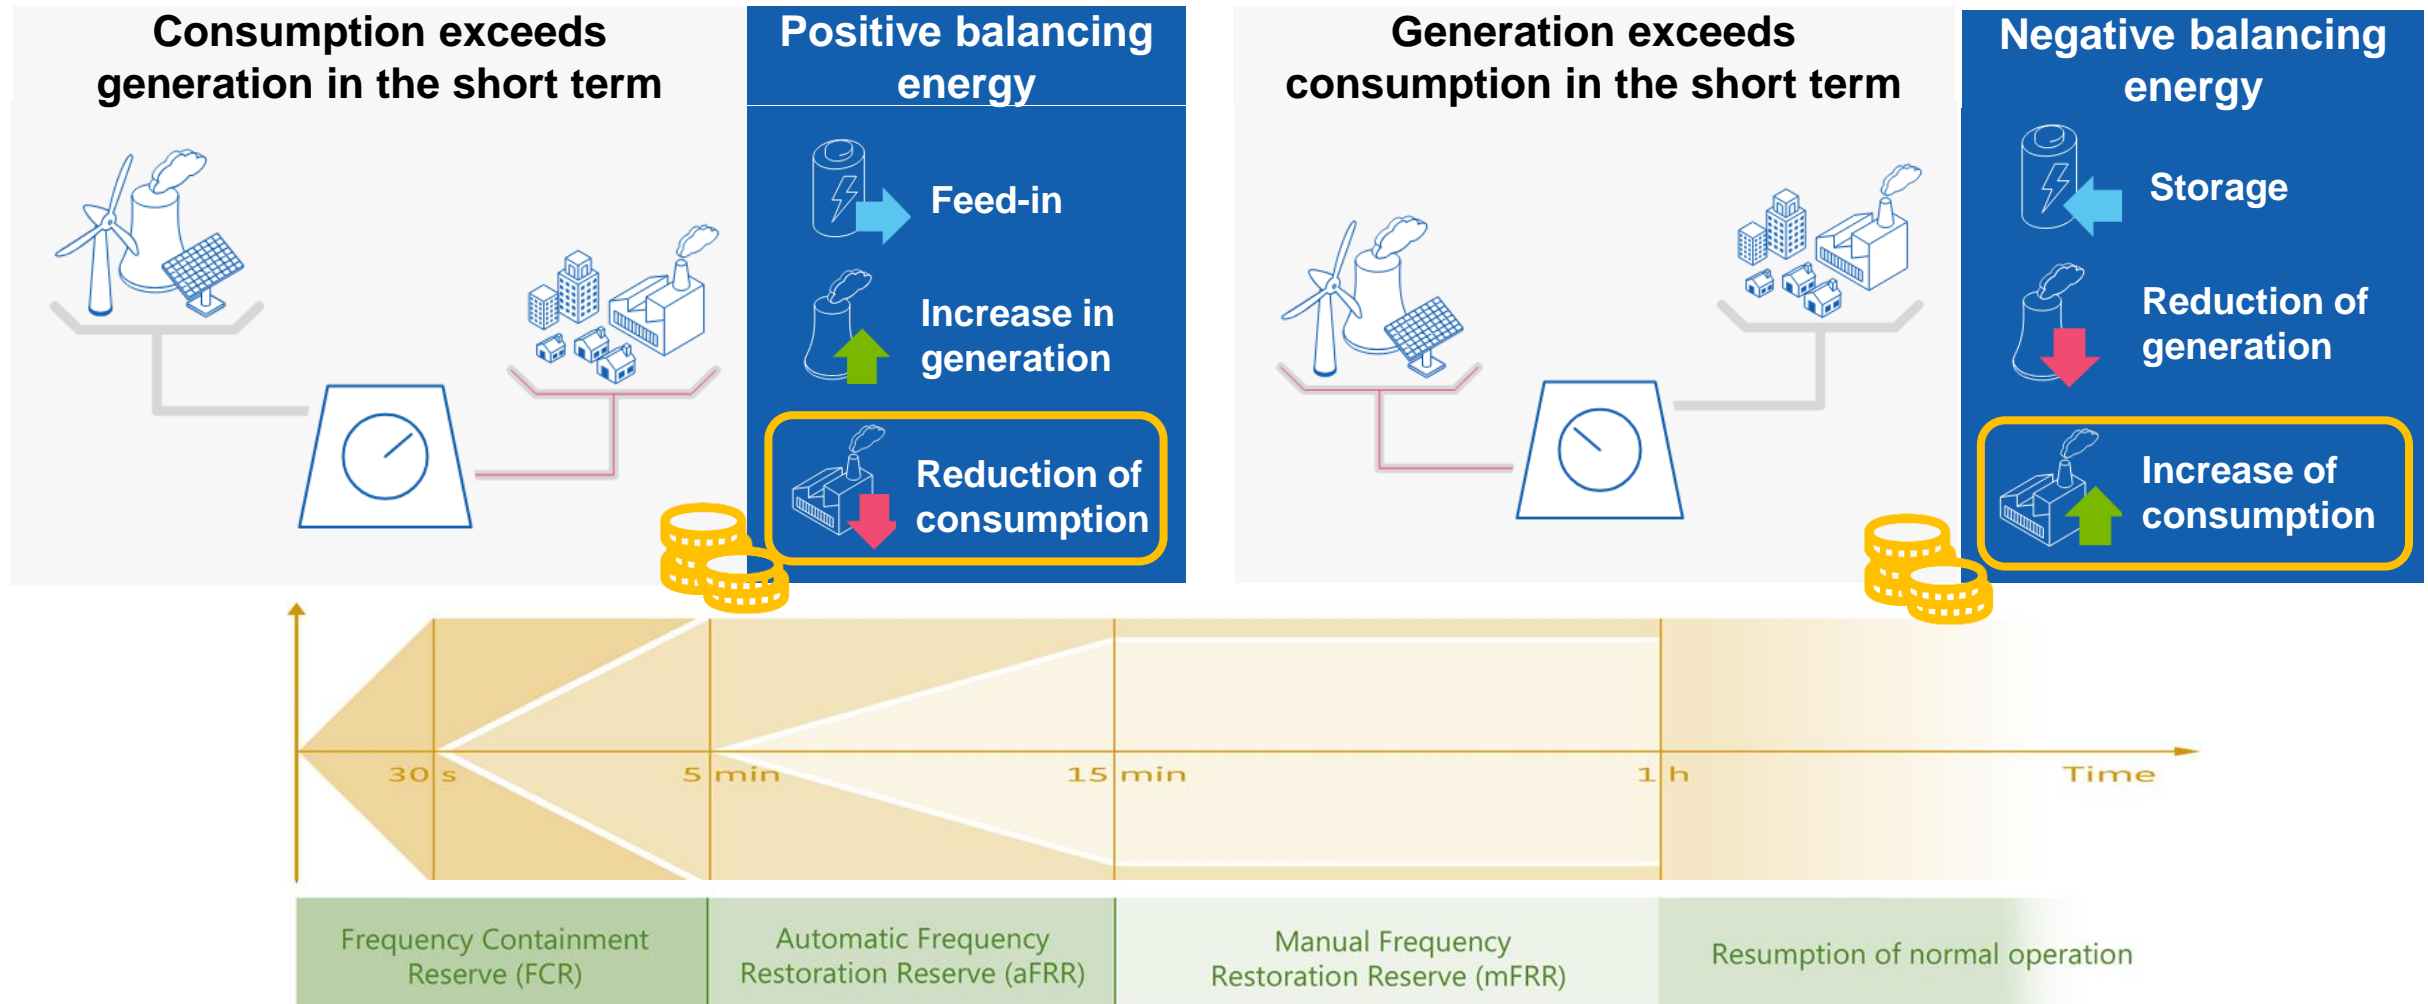 Consumption exceeds
generation in the short term
Positive balancing
energy
Feed-in
Increase in
generation
Reduction of
consumption
Generation exceeds
consumption in the short term
Negative balancing
energy
Storage
Reduction of
generation
Increase of
consumption
30 s
5 min
15 min
1 h
Time
Frequency Containment
Reserve (FCR)
Automatic Frequency
Restoration Reserve (aFRR)
Manual Frequency
Restoration Reserve (mFRR)
Resumption of normal operation